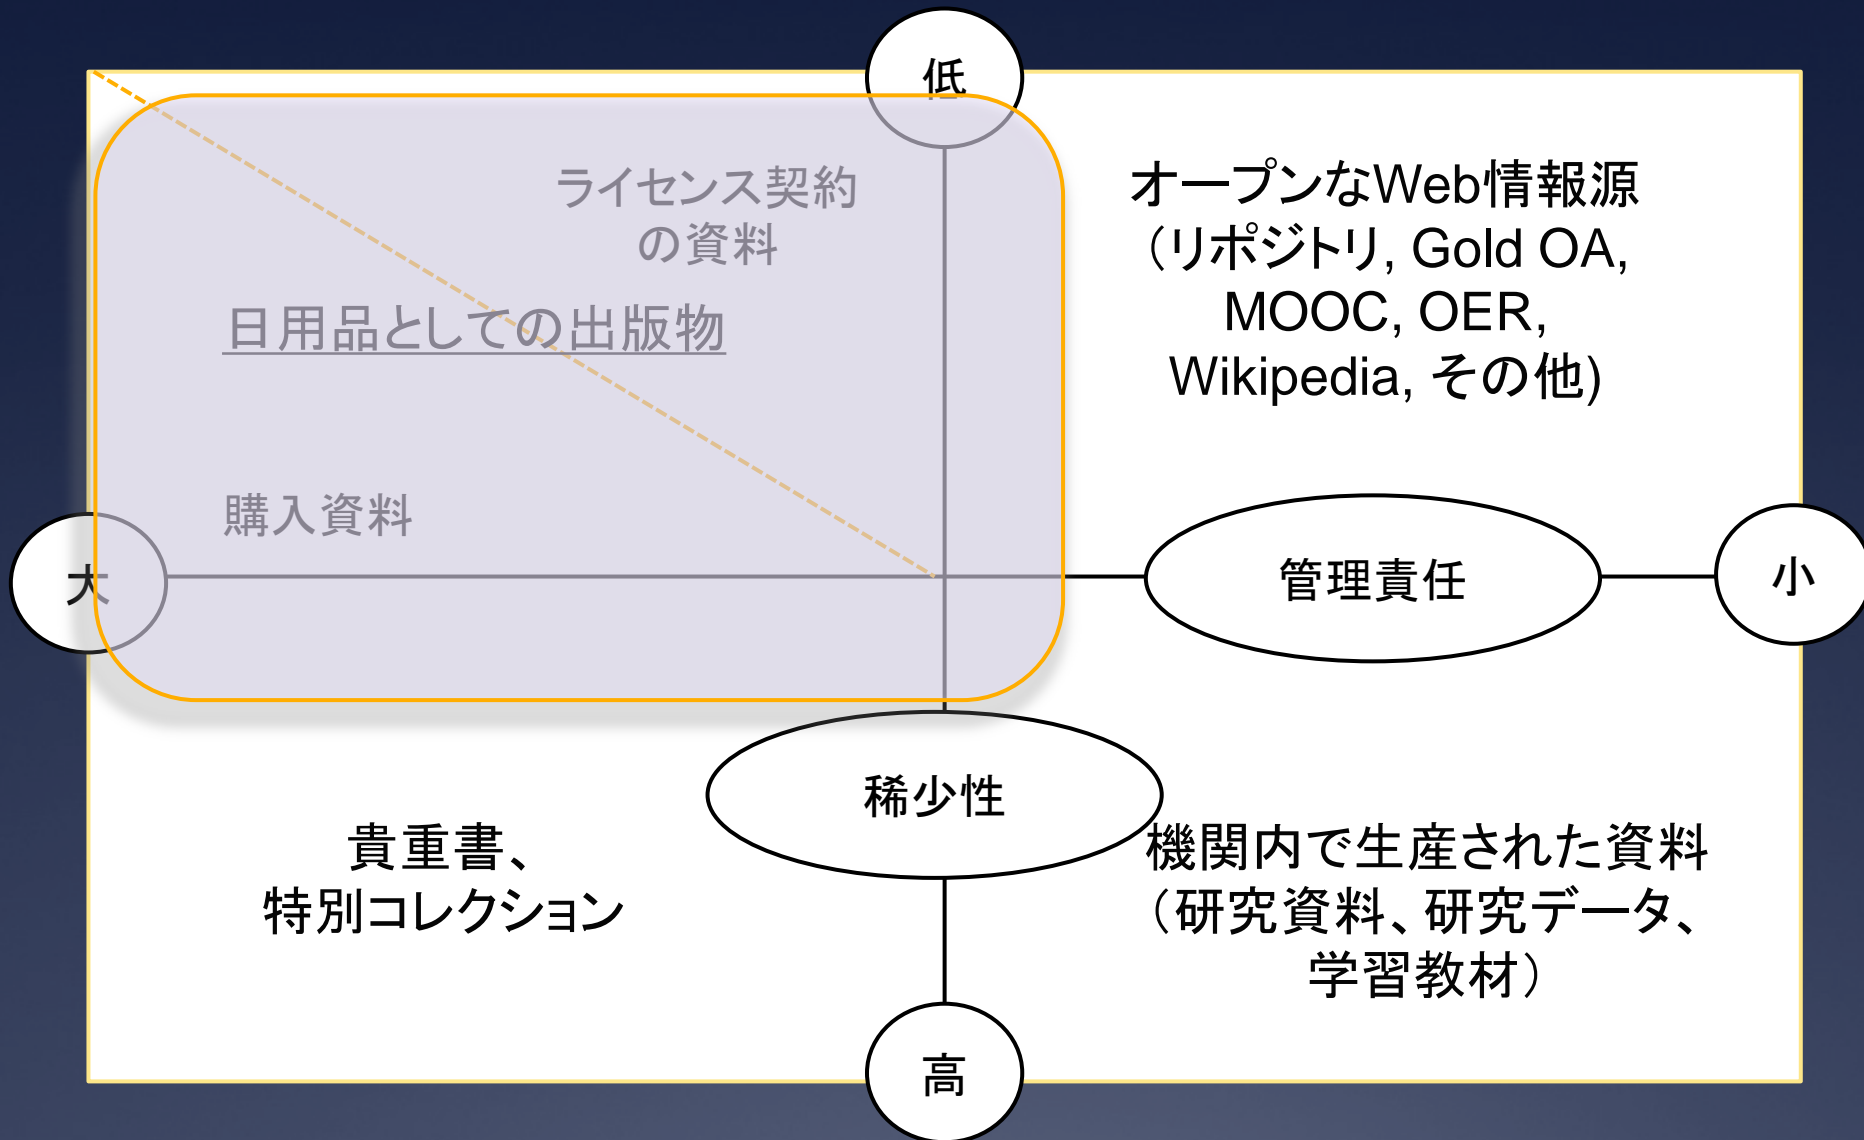 低
ライセンス契約
の資料
日用品としての出版物
購入資料
オープンなWeb情報源
（リポジトリ, Gold OA,
MOOC, OER,
Wikipedia, その他)
大
管理責任
小
稀少性
貴重書、
特別コレクション
機関内で生産された資料
（研究資料、研究データ、
学習教材）
高